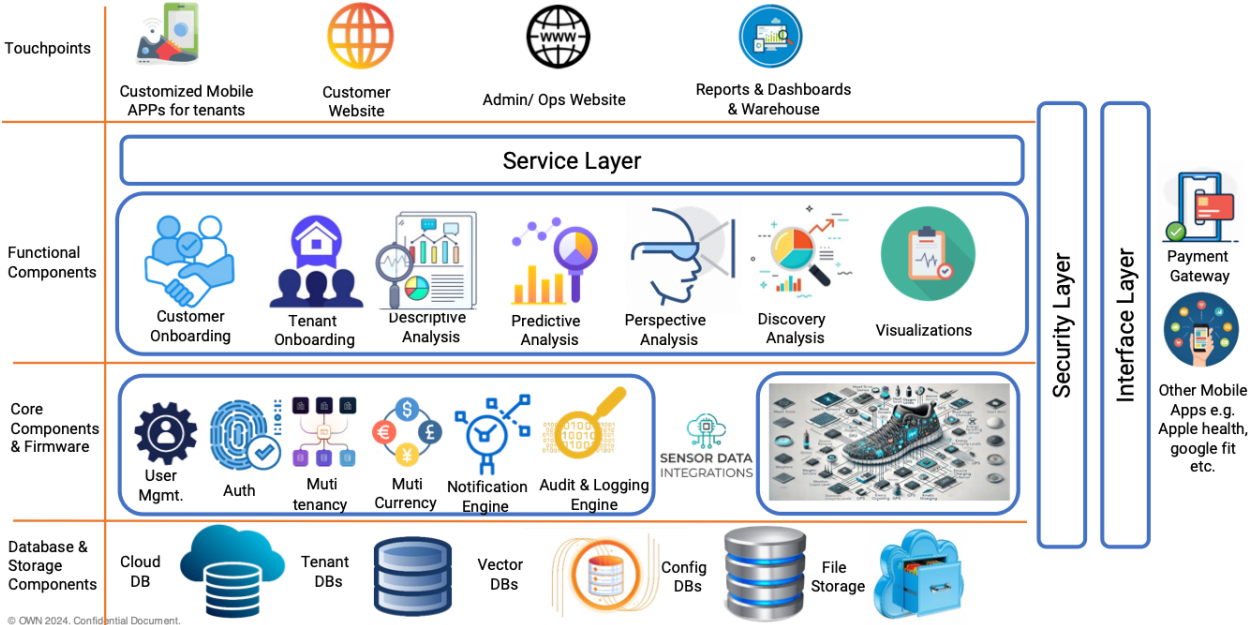 Touchpoints
Customized Mobile
APPs for tenants
Customer
Website
WWW
Admin/ Ops Website
Reports & Dashboards
& Warehouse
Service Layer
Functional
Components
Customer
Onboarding
Tenant
Onboarding
Descriptive
Analysis
Predictive
Analysis
Perspective
Analysis
Discovery
Analysis
Visualizations
Core
Components
& Firmware
User
Mgmt.
Auth
Muti
tenancy
Muti
Currency
Notification
Engine
Audit & Logging
Engine
SENSOR DATA
INTEGRATIONS
Database &
Storage
Components
Cloud
DB
Tenant
DBs
Vector
DBs
Config
DBs
File
Storage
Security Layer
Interface Layer
Payment
Gateway
Other Mobile
Apps e.g.
Apple health,
google fit
etc.
© OWN 2024. Confidential Document.